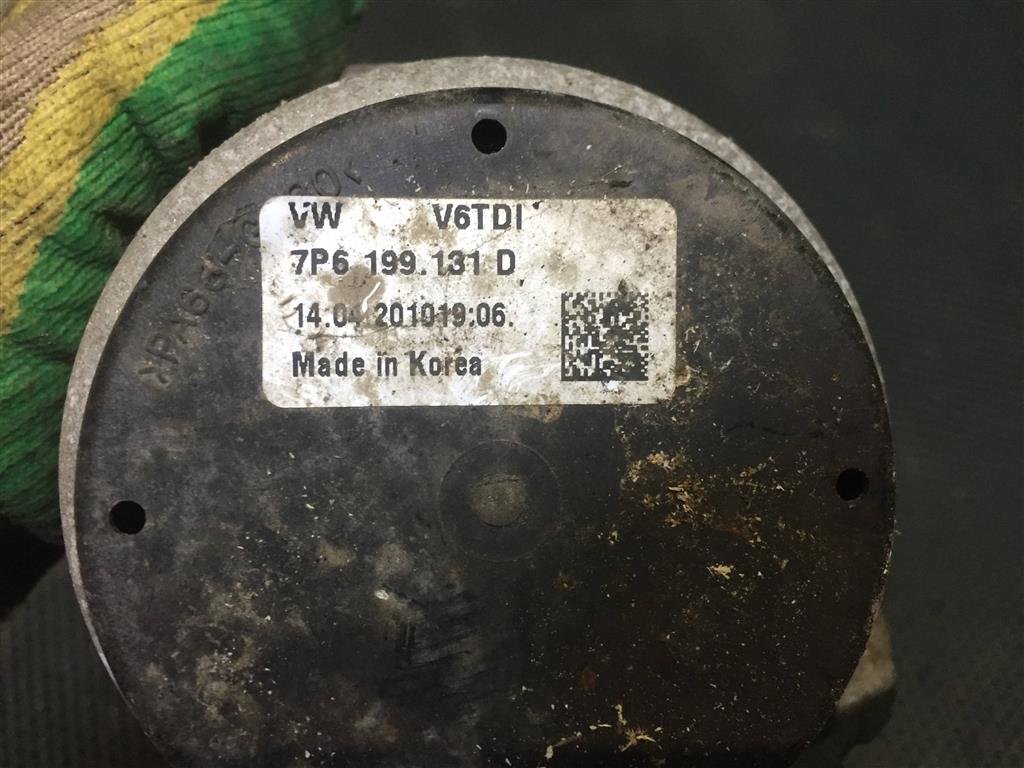 VW V6TDI
7P6 199.131 D
14.04.201019:06.
Made in Korea